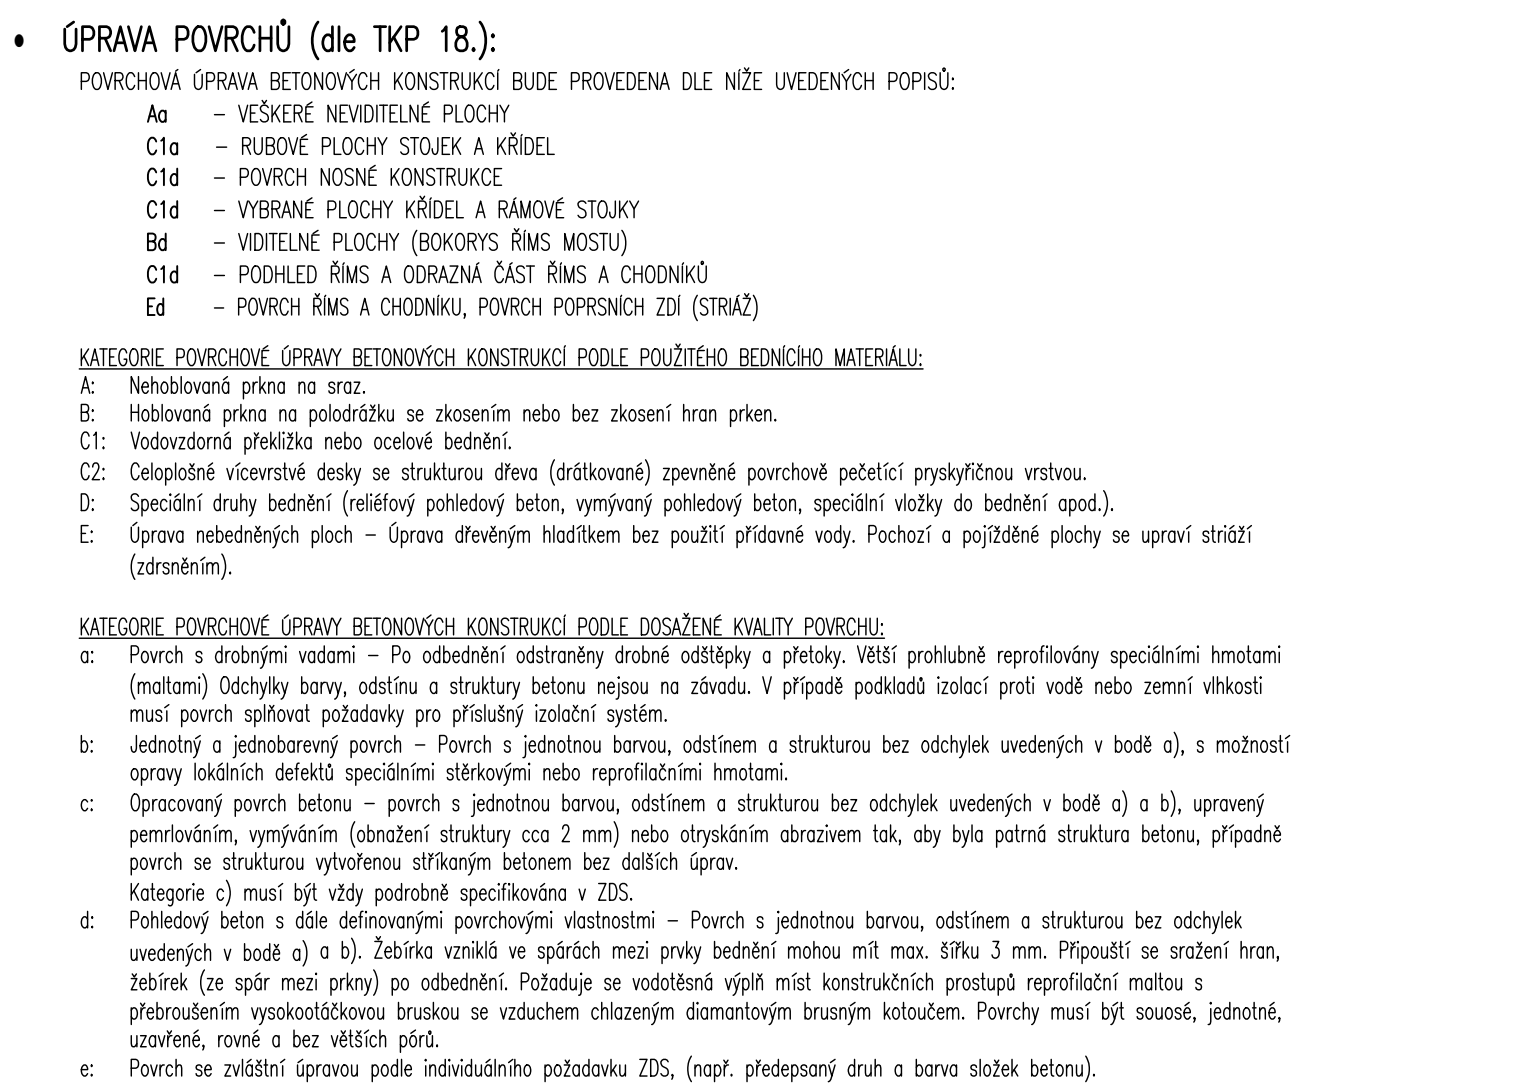 • ÚPRAVA POVRCHŮ (dle TKP 18.):
POVRCHOVÁ ÚPRAVA BETONOVÝCH KONSTRUKCÍ BUDE PROVEDENA DLE NÍŽE UVEDENÝCH POPISŮ:
Aa – VEŠKERÉ NEVIDITELNÉ PLOCHY
C1a – RUBOVÉ PLOCHY STOJEK A KŘÍDEL
C1d – POVRCH NOSNÉ KONSTRUKCE
C1d – VYBRANÉ PLOCHY KŘÍDEL A RÁMOVÉ STOJKY
Bd – VIDITELNÉ PLOCHY (BOKORYS ŘÍMS MOSTU)
C1d – PODHLED ŘÍMS A ODRAZNÁ ČÁST ŘÍMS A CHODNÍKŮ
Ed – POVRCH ŘÍMS A CHODNÍKU, POVRCH POPRSNÍCH ZDÍ (STRIÁŽ)
KATEGORIE POVRCHOVÉ ÚPRAVY BETONOVÝCH KONSTRUKCÍ PODLE POUŽITÉHO BEDNÍCÍHO MATERIÁLU:
A: Nehoblovaná prkna na sraz.
B: Hoblovaná prkna na polodrážku se zkosením nebo bez zkosení hran prken.
C1: Vodovzdorná překližka nebo ocelové bednění.
C2: Celoplošné vícevrstvé desky se strukturou dřeva (drátkované) zpevněné povrchově pečetící pryskyřičnou vrstvou.
D: Speciální druhy bednění (reliéfový pohledový beton, vymývaný pohledový beton, speciální vložky do bednění apod.).
E: Úprava nebedněných ploch – Úprava dřevěným hladítkem bez použití přídavné vody. Pochozí a pojížděné plochy se upraví striáží
(zdrsněním).
KATEGORIE POVRCHOVÉ ÚPRAVY BETONOVÝCH KONSTRUKCÍ PODLE DOSAŽENÉ KVALITY POVRCHU:
a: Povrch s drobnými vadami – Po odbednění odstraněny drobné odštěpky a přetoky. Větší prohlubně reprofilovány speciálními hmotami
(maltami) Odchylky barvy, odstínu a struktury betonu nejsou na závadu. V případě podkladů izolací proti vodě nebo zemní vlhkosti
musí povrch splňovat požadavky pro příslušný izolační systém.
b: Jednotný a jednobarevný povrch – Povrch s jednotnou barvou, odstínem a strukturou bez odchylek uvedených v bodě a), s možností
opravy lokálních defektů speciálními stěrkovými nebo reprofilačními hmotami.
c: Opracovaný povrch betonu – povrch s jednotnou barvou, odstínem a strukturou bez odchylek uvedených v bodě a) a b), upravený
pemrlováním, vymýváním (obnažení struktury cca 2 mm) nebo otryskáním abrazivem tak, aby byla patrná struktura betonu, případně
povrch se strukturou vytvořenou stříkaným betonem bez dalších úprav.
Kategorie c) musí být vždy podrobně specifikována v ZDS.
d: Pohledový beton s dále definovanými povrchovými vlastnostmi – Povrch s jednotnou barvou, odstínem a strukturou bez odchylek
uvedených v bodě a) a b). Žebírka vzniklá ve spárách mezi prvky bednění mohou mít max. šířku 3 mm. Připouští se sražení hran,
žebírek (ze spár mezi prkny) po odbednění. Požaduje se vodotěsná výplň míst konstrukčních prostupů reprofilační maltou s
přebroušením vysokootáčkovou bruskou se vzduchem chlazeným diamantovým brusným kotoučem. Povrchy musí být souosé, jednotné,
uzavřené, rovné a bez větších pórů.
e: Povrch se zvláštní úpravou podle individuálního požadavku ZDS, (např. předepsaný druh a barva složek betonu).